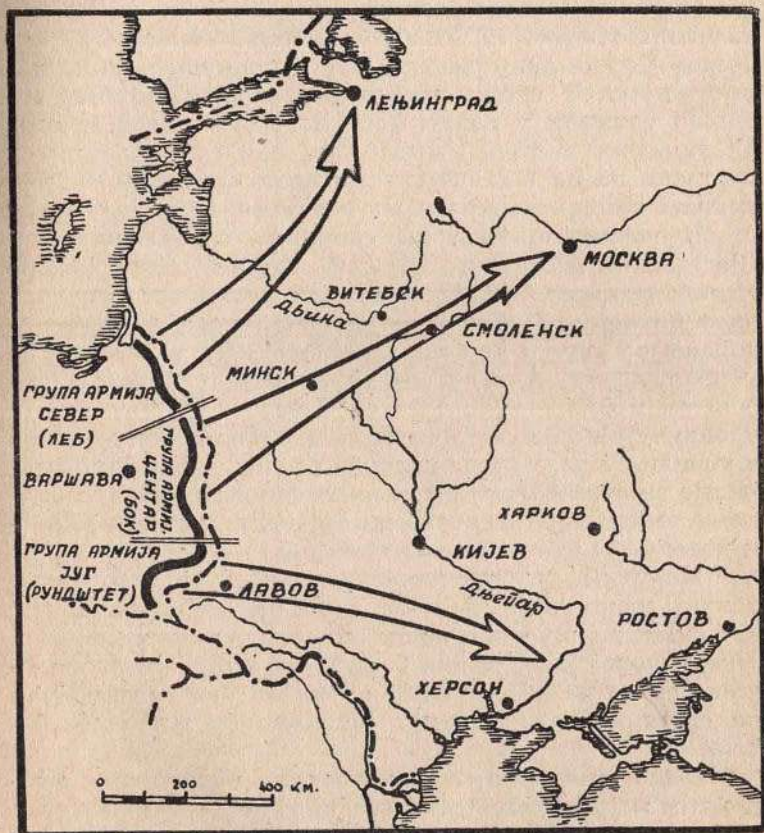 ЛЕЊИНГРАД
МОСКВА
ВИТЕБСК
Двина
СМОЛЕНСК
МИНСК
ГРУПА АРМИЈА
СЕВЕР
(ЛЕБ)
ГРУПА АРМИЈ.
ЦЕНТАР
(БОК)
ВАРШАВА
ХАРКОВ
КИЈЕВ
ГРУПА АРМИЈА
ЈУГ
(РУНДШТЕТ)
ЛАВОВ
Дњепар
РОСТОВ
ХЕРСОН
0 200 400 КМ.